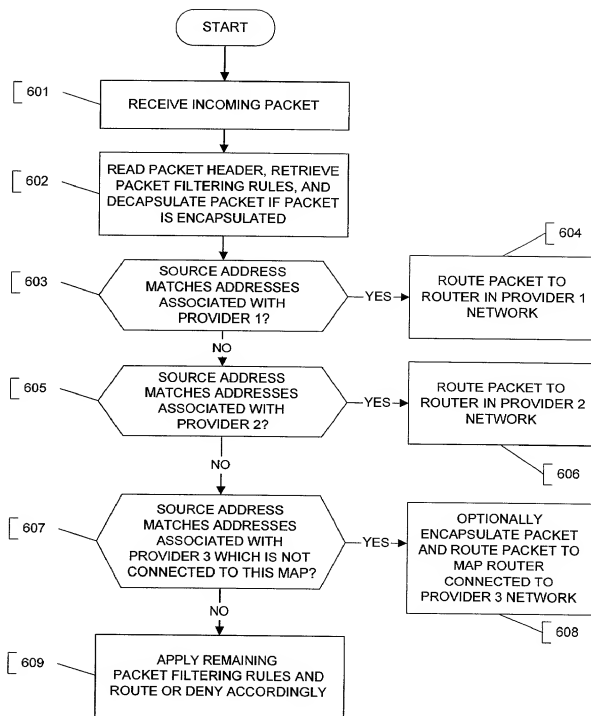 START
601
RECEIVE INCOMING PACKET
602
READ PACKET HEADER, RETRIEVE
PACKET FILTERING RULES, AND
DECAPSULATE PACKET IF PACKET
IS ENCAPSULATED
603
SOURCE ADDRESS
MATCHES ADDRESSES
ASSOCIATED WITH
PROVIDER 1?
YES
604
ROUTE PACKET TO
ROUTER IN PROVIDER 1
NETWORK
NO
605
SOURCE ADDRESS
MATCHES ADDRESSES
ASSOCIATED WITH
PROVIDER 2?
YES
ROUTE PACKET TO
ROUTER IN PROVIDER 2
NETWORK
606
NO
607
SOURCE ADDRESS
MATCHES ADDRESSES
ASSOCIATED WITH
PROVIDER 3 WHICH IS NOT
CONNECTED TO THIS MAP?
YES
OPTIONALLY
ENCAPSULATE PACKET
AND ROUTE PACKET TO
MAP ROUTER
CONNECTED TO
PROVIDER 3 NETWORK
608
NO
609
APPLY REMAINING
PACKET FILTERING RULES AND
ROUTE OR DENY ACCORDINGLY